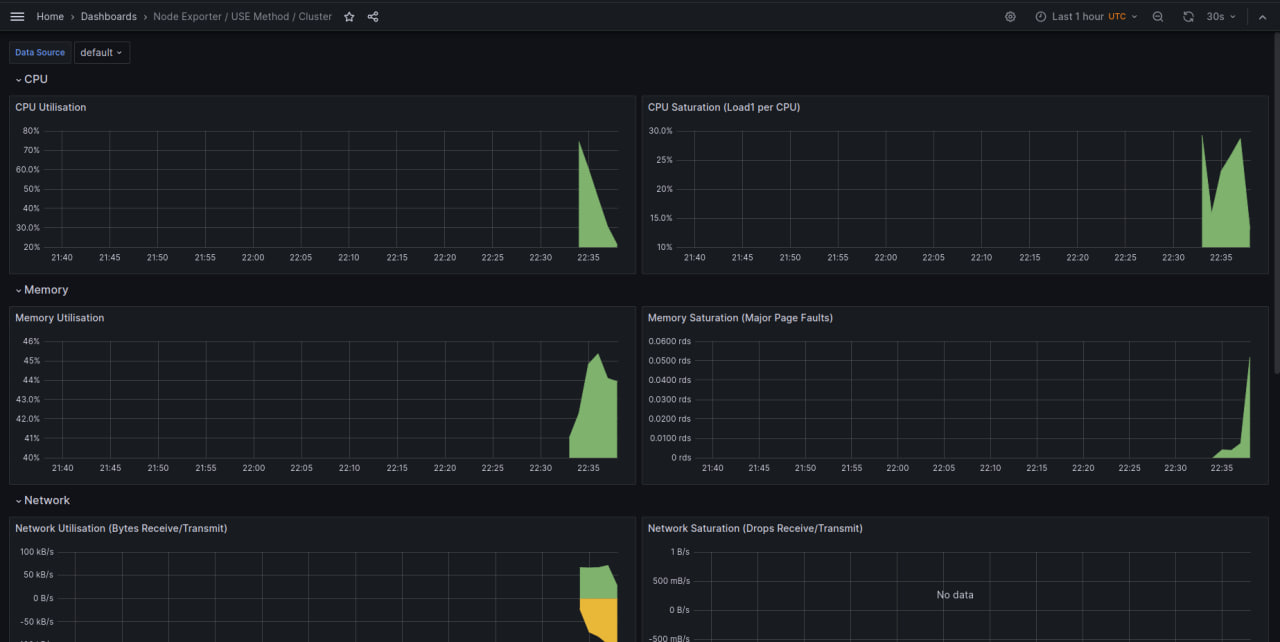 Home › Dashboards › Node Exporter / USE Method / Cluster
Last 1 hour UTC
30s
Data Source default
CPU
CPU Utilisation
80%
70%
60.0%
50%
40%
30.0%
20%
21:40 21:45 21:50 21:55 22:00 22:05 22:10 22:15 22:20 22:25 22:30 22:35
CPU Saturation (Load1 per CPU)
30.0%
25%
20%
15.0%
10%
21:40 21:45 21:50 21:55 22:00 22:05 22:10 22:15 22:20 22:25 22:30 22:35
Memory
Memory Utilisation
46%
45%
44%
43.0%
42.0%
41%
40%
21:40 21:45 21:50 21:55 22:00 22:05 22:10 22:15 22:20 22:25 22:30 22:35
Memory Saturation (Major Page Faults)
0.0600 rds
0.0500 rds
0.0400 rds
0.0300 rds
0.0200 rds
0.0100 rds
0 rds
21:40 21:45 21:50 21:55 22:00 22:05 22:10 22:15 22:20 22:25 22:30 22:35
Network
Network Utilisation (Bytes Receive/Transmit)
100 kB/s
50 kB/s
0 B/s
-50 kB/s
Network Saturation (Drops Receive/Transmit)
1 B/s
500 mB/s
0 B/s
-500 mB/s
No data